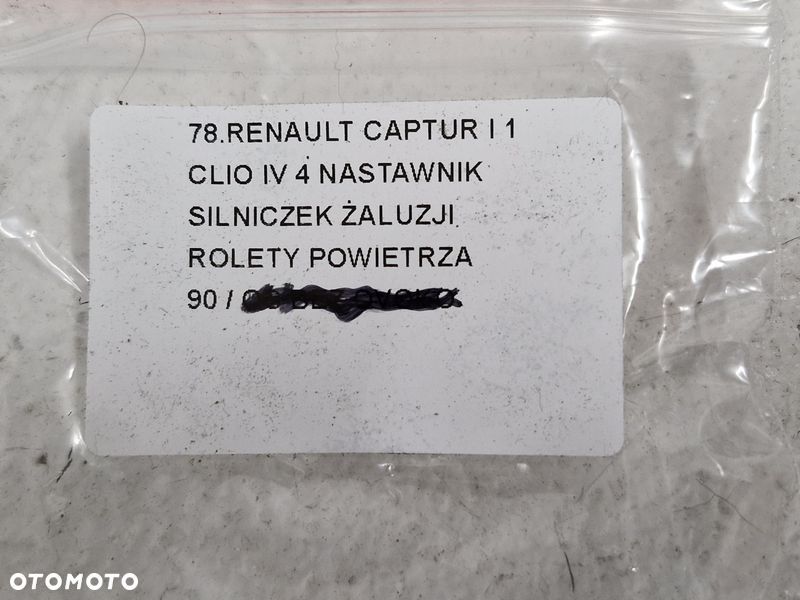 78.RENAULT CAPTUR I 1
CLIO IV 4 NASTAWNIK
SILNICZEK ŻALUZJI
ROLETY POWIETRZA
90 /
OTOMOTO